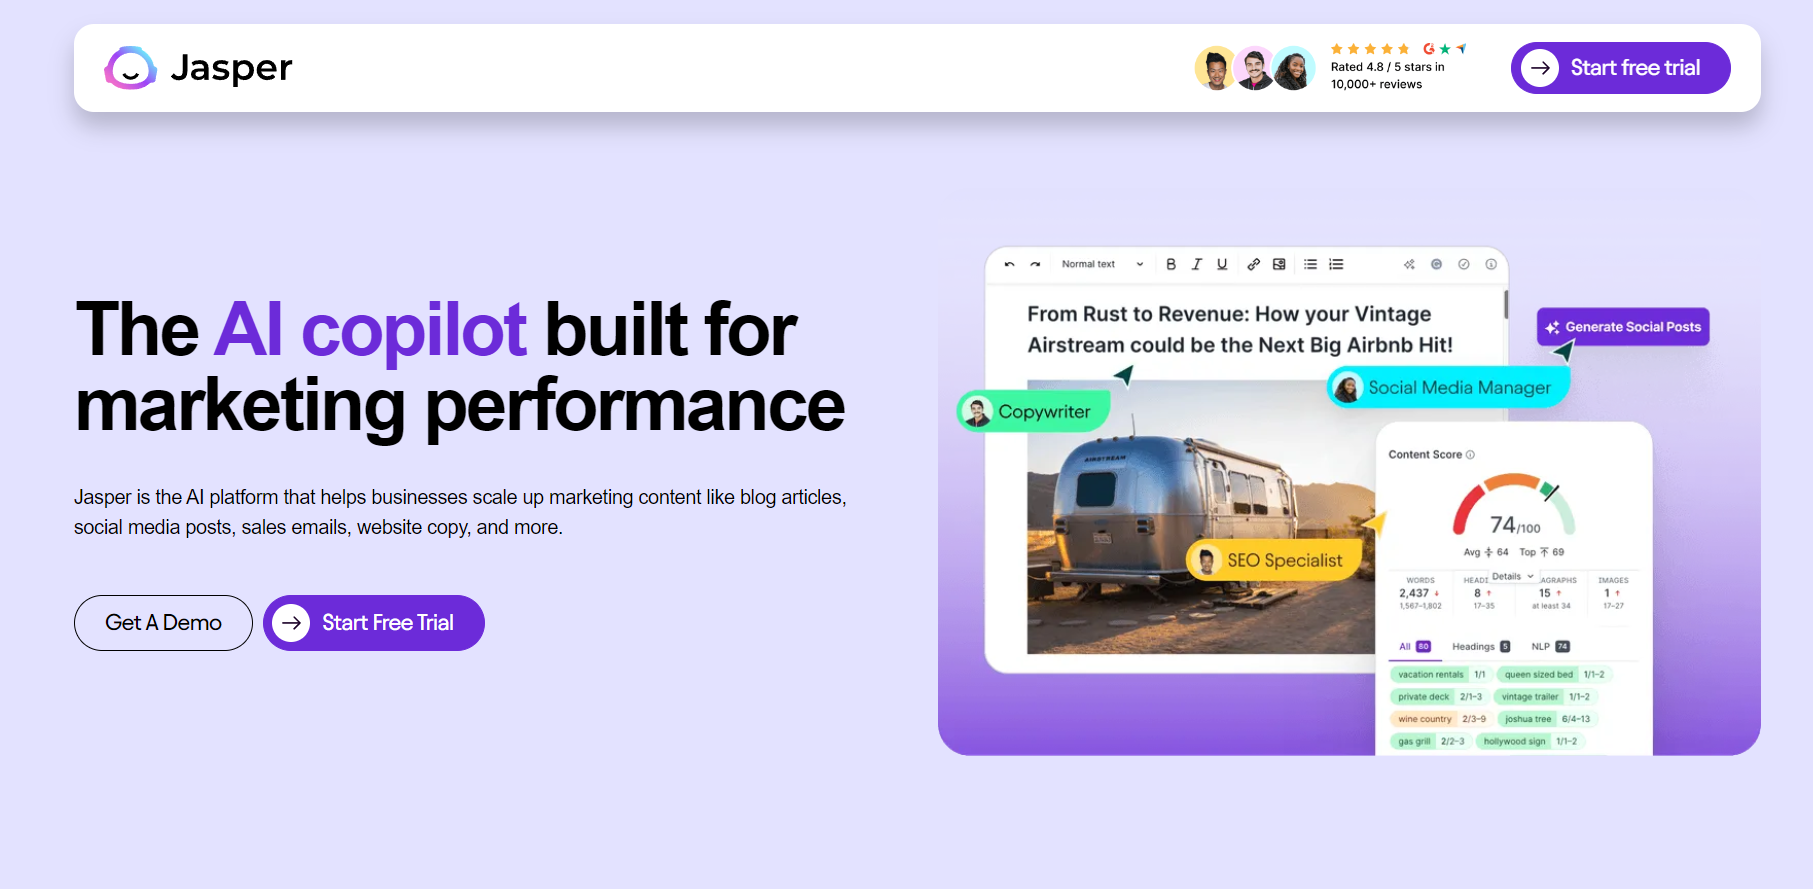 Jasper
Rated 4.8 / 5 stars in
10,000+ reviews
Start free trial
The AI copilot built for
marketing performance
Jasper is the AI platform that helps businesses scale up marketing content like blog articles,
social media posts, sales emails, website copy, and more.
Get A Demo
Start Free Trial
Normal text
B I U
From Rust to Revenue: How your Vintage
Airstream could be the Next Big Airbnb Hit!
Generate Social Posts
Social Media Manager
Copywriter
AIRSTREAM
SEO Specialist
Content Score
74/100
Avg 64 Top 69
Details
WORDS HEADI AGRAPHS IMAGES
2,437 8 15 1
1,567–1,802 17–35 at least 34 17–27
All 80 Headings 5 NLP 74
vacation rentals 1/1 queen sized bed 1/1–2
private deck 2/1–3 vintage trailer 1/1–2
wine country 2/3–9 joshua tree 6/4–13
gas grill 2/2–3 hollywood sign 1/1–2